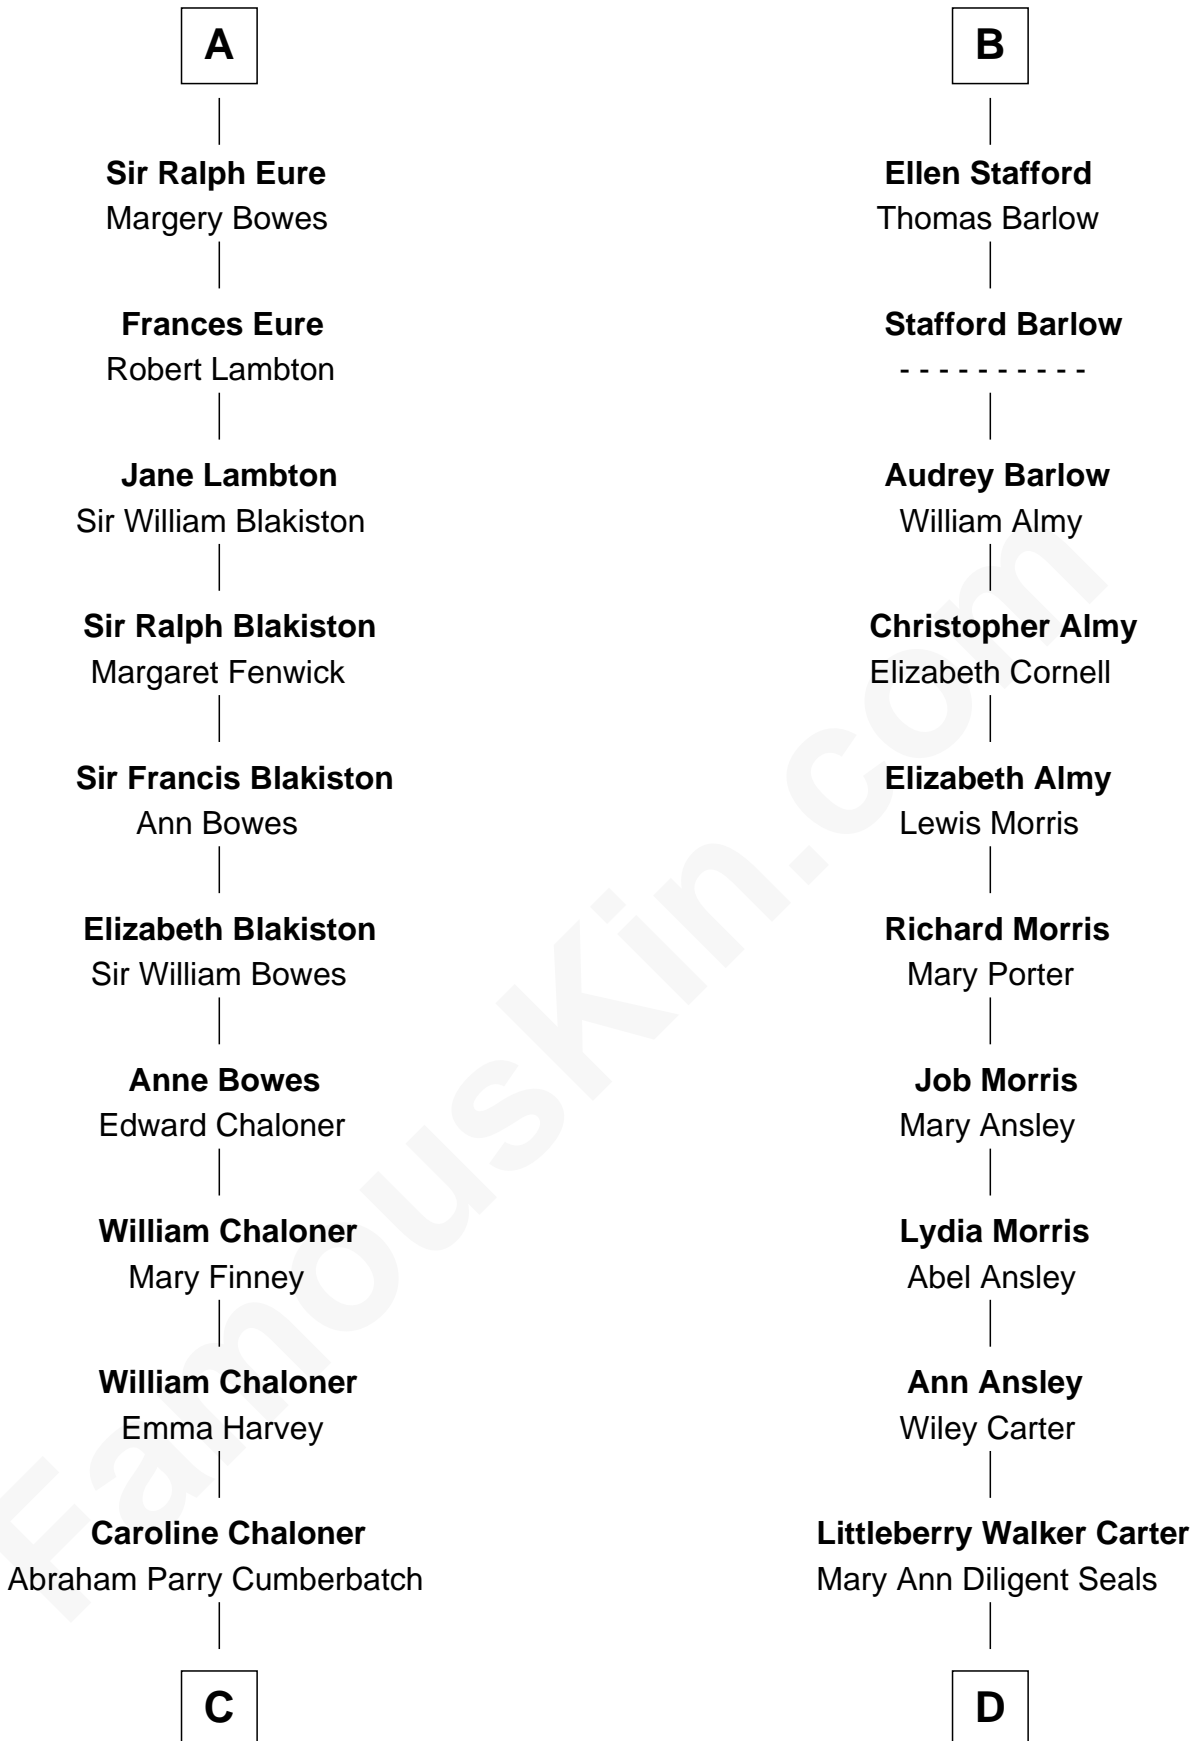 A
Sir Ralph Eure
Margery Bowes
Frances Eure
Robert Lambton
Jane Lambton
Sir William Blakiston
Sir Ralph Blakiston
Margaret Fenwick
Sir Francis Blakiston
Ann Bowes
Elizabeth Blakiston
Sir William Bowes
Anne Bowes
Edward Chaloner
William Chaloner
Mary Finney
William Chaloner
Emma Harvey
Caroline Chaloner
Abraham Parry Cumberbatch
C
B
Ellen Stafford
Thomas Barlow
Stafford Barlow
- - - - - - - - - -
Audrey Barlow
William Almy
Christopher Almy
Elizabeth Cornell
Elizabeth Almy
Lewis Morris
Richard Morris
Mary Porter
Job Morris
Mary Ansley
Lydia Morris
Abel Ansley
Ann Ansley
Wiley Carter
Littleberry Walker Carter
Mary Ann Diligent Seals
D
FamousKin.com